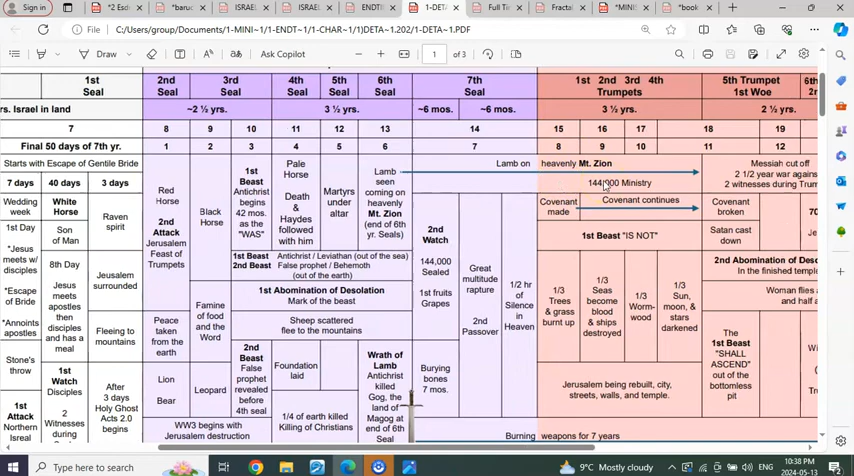 Sign in
*2 Esd
*baruc
ISRAEL
ISRAEL
ENDTI
1-DETA
Full Tim
Fractal
*MINIS
*book
File
C:/Users/group/Documents/1-MINI~1/1-ENDT~1/1-CHAR~1/1)DETA~1.202/1-DETA~1.PDF
Draw
Ask Copilot
1 of 3
1st Seal
2nd Seal
3rd Seal
4th Seal
5th Seal
6th Seal
7th Seal
1st 2nd 3rd 4th Trumpets
5th Trumpet 1st Woe
6th
rs. Israel in land
~2 ½ yrs.
3 ½ yrs.
~6 mos.
~6 mos.
3 ½ yrs.
2 ½ yrs.
7 8 9 10 11 12 13 14 15 16 17 18 19
Final 50 days of 7th yr.
1 2 3 4 5 6 7 8 9 10 11 12
Starts with Escape of Gentile Bride
7 days
40 days
3 days
Wedding week
1st Day
*Jesus meets w/ disciples
*Escape of Bride
*Annoints apostles
Stone's throw
1st Attack
Northern Isreal
White Horse
Son of Man
8th Day
Jesus meets apostles then disciples and has a meal
1st Watch
Disciples
2 Witnesses during
Raven spirit
Jerusalem surrounded
Fleeing to mountains
After 3 days Holy Ghost Acts 2.0 begins
Red Horse
2nd Attack
Jerusalem Feast of Trumpets
Peace taken from the earth
Lion
Bear
Black Horse
Famine of food and the Word
Leopard
WW3 begins with Jerusalem destruction
1st Beast
Antichrist begins 42 mos. as the "WAS"
Pale Horse
Death & Haydes followed with him
Martyrs under altar
Lamb seen coming on heavenly Mt. Zion (end of 6th yr. Seals)
1st Beast Antichrist / Leviathan (out of the sea)
2nd Beast False prophet / Behemoth
(out of the earth)
1st Abomination of Desolation
Mark of the beast
Sheep scattered
flee to the mountains
2nd Beast
False prophet revealed before 4th seal
Foundation laid
1/4 of earth killed
Killing of Christians
Wrath of Lamb
Antichrist killed Gog, the land of Magog at end of 6th Seal
Lamb on heavenly Mt. Zion
144,000 Ministry
2nd Watch
144,000 Sealed
1st fruits Grapes
Burying bones 7 mos.
Great multitude rapture
2nd Passover
1/2 hr of Silence in Heaven
Covenant made
Covenant continues
1st Beast "IS NOT"
1/3 Trees & grass burnt up
1/3 Seas become blood & ships destroyed
1/3 Worm-wood
1/3 Sun, moon, & stars darkened
Jerusalem being rebuilt, city, streets, walls, and temple.
Burning weapons for 7 years
Messiah cut off
2 1/2 year war agains
2 witnesses during Trum
Covenant broken
Satan cast down
70
2nd Abomination of Deso
In the finished temple
Woman flies a
and half a
The 1st Beast "SHALL ASCEND" out of the bottomless pit
Type here to search
9°C Mostly cloudy
10:38 PM
2024-05-13